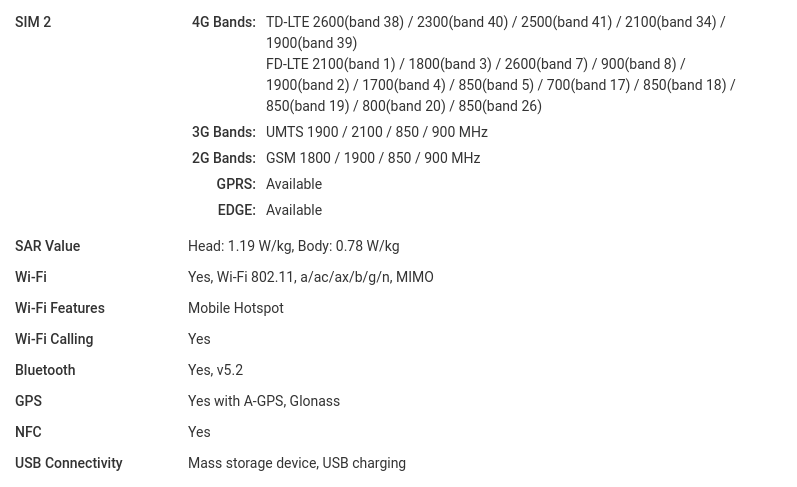 SIM 2 4G Bands: TD-LTE 2600(band 38) / 2300(band 40) / 2500(band 41) / 2100(band 34) /
1900(band 39)
FD-LTE 2100(band 1) / 1800(band 3) / 2600(band 7) / 900(band 8) /
1900(band 2) / 1700(band 4) / 850(band 5) / 700(band 17) / 850(band 18) /
850(band 19) / 800(band 20) / 850(band 26)
3G Bands: UMTS 1900 / 2100 / 850 / 900 MHz
2G Bands: GSM 1800 / 1900 / 850 / 900 MHz
GPRS: Available
EDGE: Available
SAR Value Head: 1.19 W/kg, Body: 0.78 W/kg
Wi-Fi Yes, Wi-Fi 802.11, a/ac/ax/b/g/n, MIMO
Wi-Fi Features Mobile Hotspot
Wi-Fi Calling Yes
Bluetooth Yes, v5.2
GPS Yes with A-GPS, Glonass
NFC Yes
USB Connectivity Mass storage device, USB charging